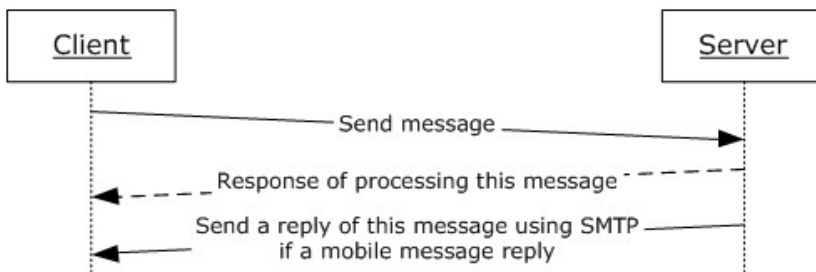 Client
Server
Send message
Response of processing this message
Send a reply of this message using SMTP
if a mobile message reply